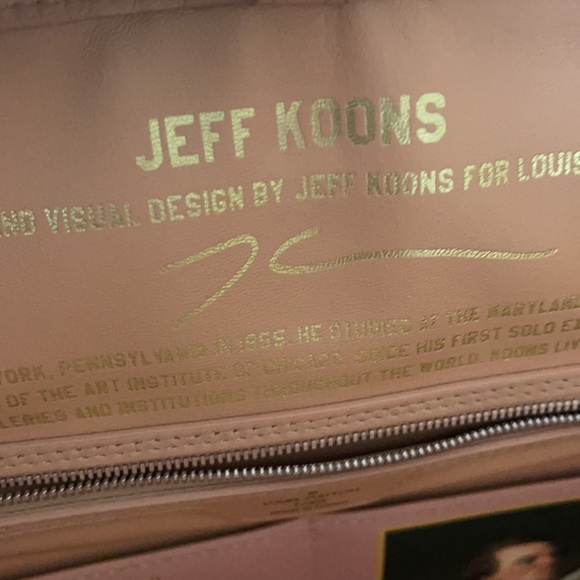 JEFF KOONS
AND VISUAL DESIGN BY JEFF KOONS FOR LOUIS
YORK, PENNSYLVANIA IN 1955. HE STUDIED AT THE MARYLAND
OF THE ART INSTITUTE OF CHICAGO. SINCE HIS FIRST SOLO EX
LERIES AND INSTITUTIONS THROUGHOUT THE WORLD. KOONS LIV